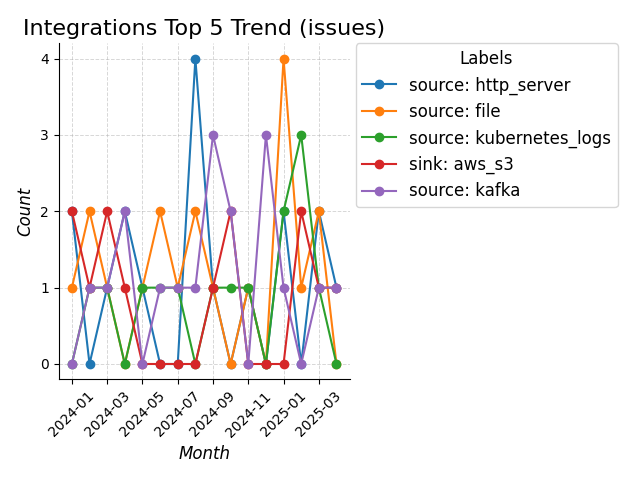 Integrations Top 5 Trend (issues)
Labels
source: http_server
source: file
source: kubernetes_logs
sink: aws_s3
source: kafka
Count
4
3
2
1
0
2024-01
2024-03
2024-05
2024-07
2024-09
2024-11
2025-01
2025-03
Month